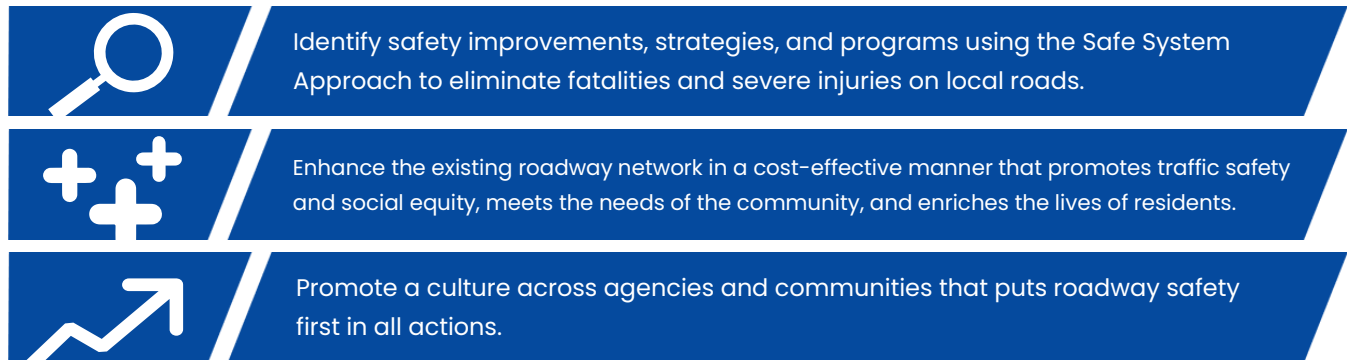 Identify safety improvements, strategies, and programs using the Safe System
Approach to eliminate fatalities and severe injuries on local roads.
Enhance the existing roadway network in a cost-effective manner that promotes traffic safety
and social equity, meets the needs of the community, and enriches the lives of residents.
Promote a culture across agencies and communities that puts roadway safety
first in all actions.